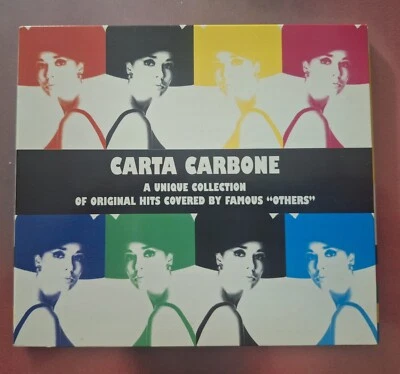 CARTA CARBONE
A UNIQUE COLLECTION
OF ORIGINAL HITS COVERED BY FAMOUS “OTHERS”